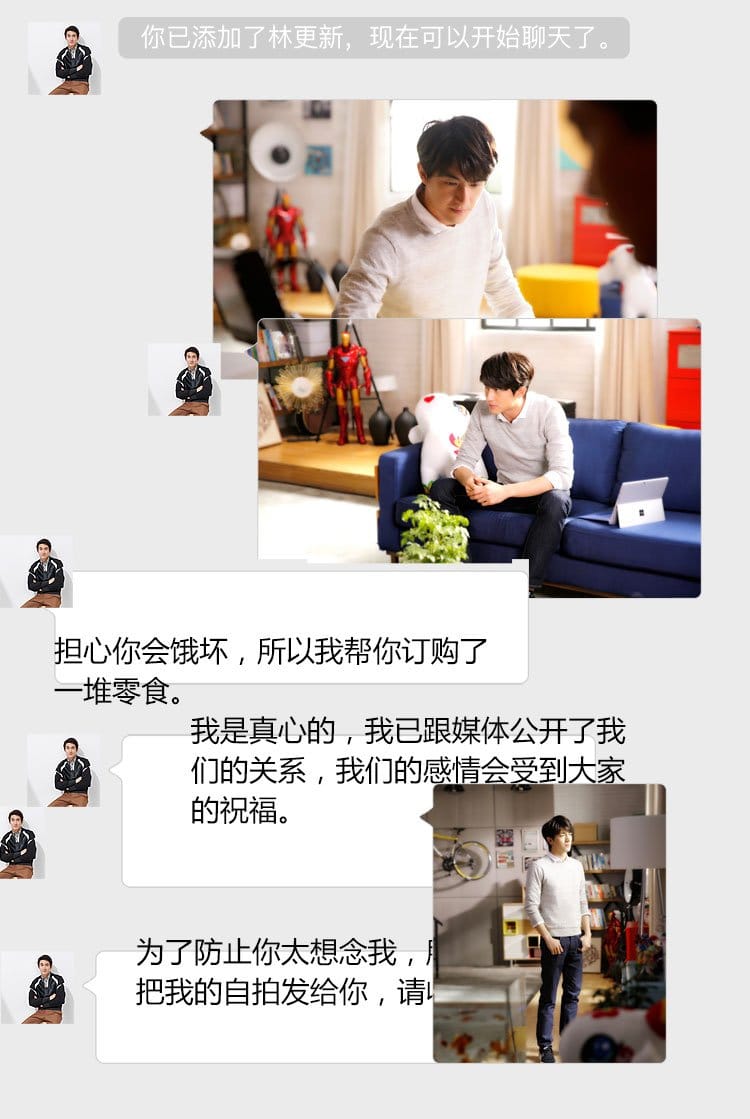 你已添加了林更新，现在可以开始聊天了。
担心你会饿坏，所以我帮你订购了
一堆零食。
我是真心的，我已跟媒体公开了我
们的关系，我们的感情会受到大家
的祝福。
为了防止你太想念我，
把我的自拍发给你，请